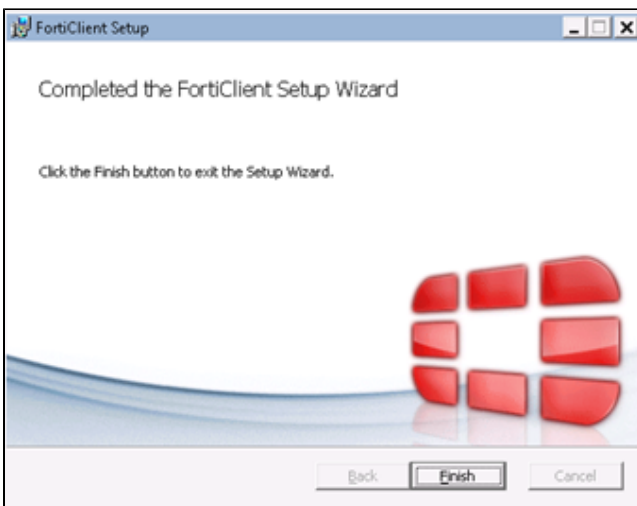 FortiClient Setup
Completed the FortiClient Setup Wizard
Click the Finish button to exit the Setup Wizard.
Back Finish Cancel